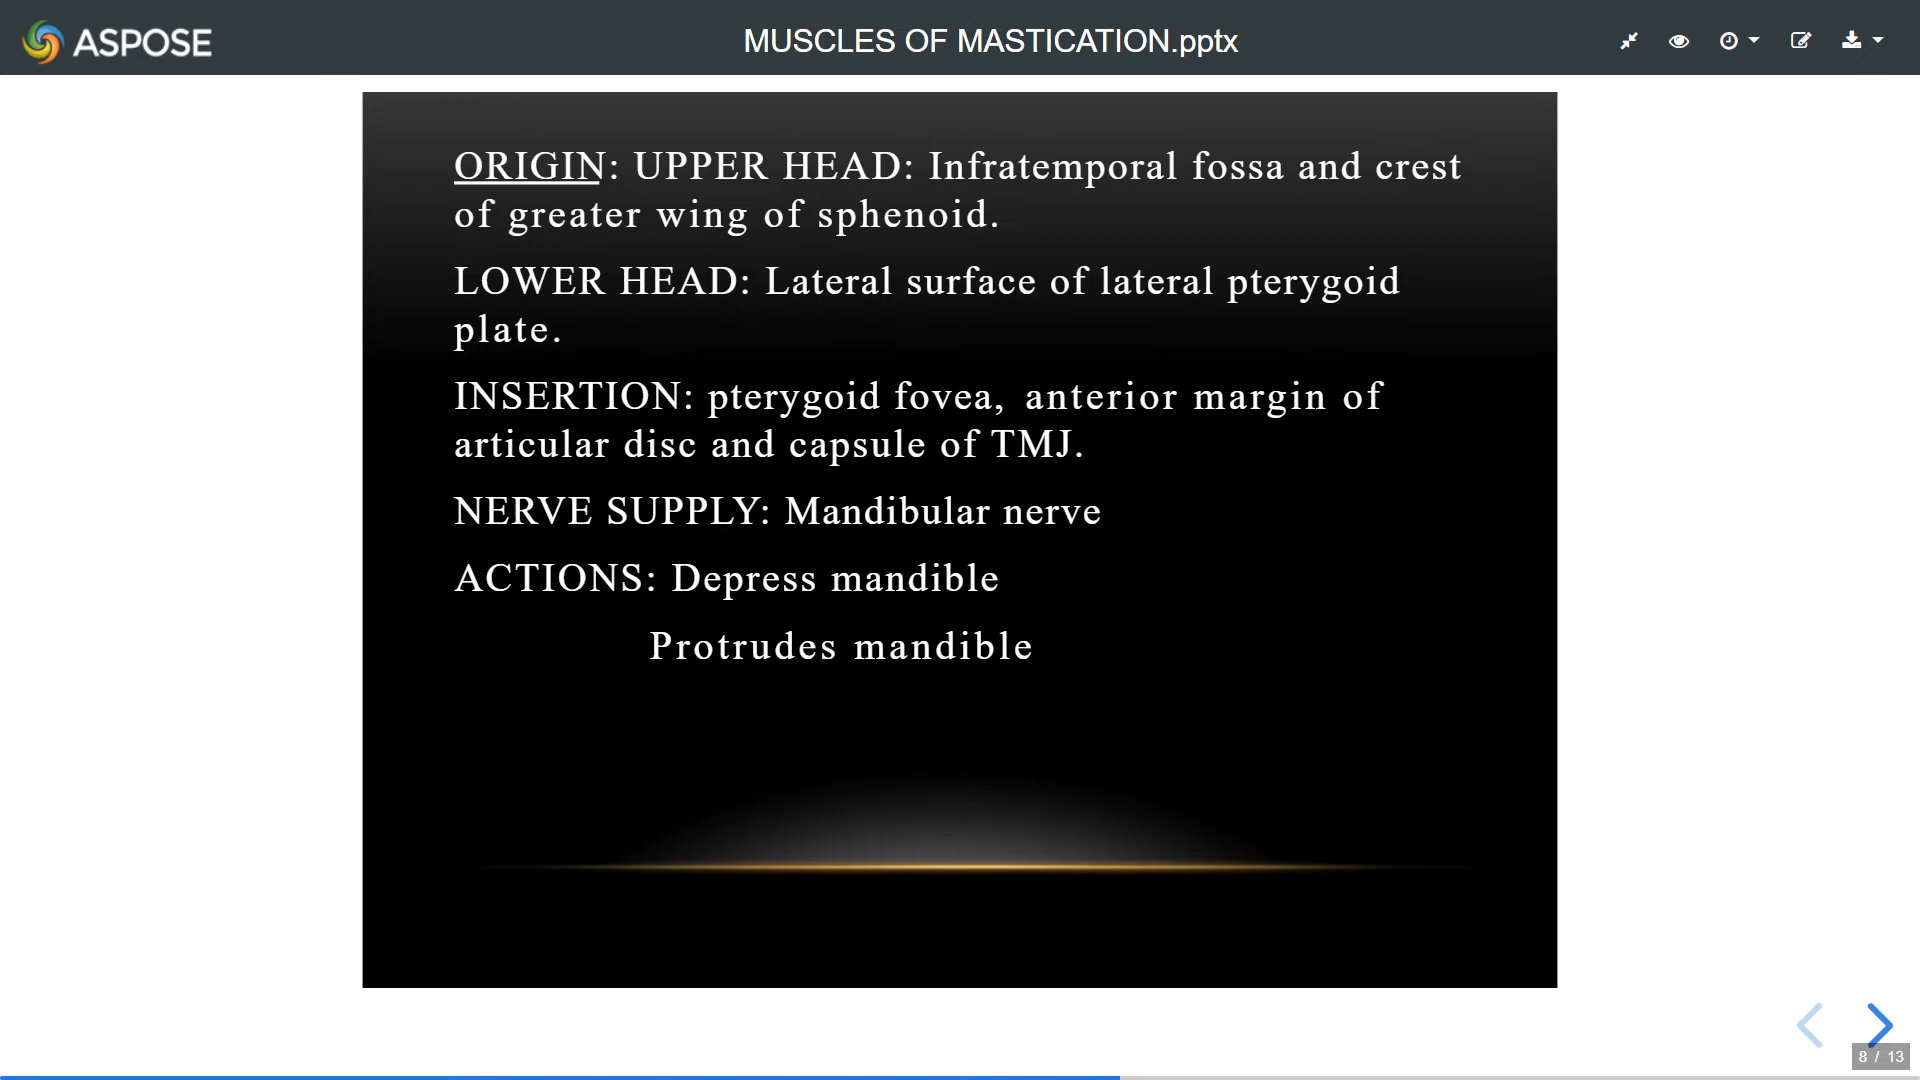 ASPOSE
MUSCLES OF MASTICATION.pptx
ORIGIN: UPPER HEAD: Infratemporal fossa and crest
of greater wing of sphenoid.
LOWER HEAD: Lateral surface of lateral pterygoid
plate.
INSERTION: pterygoid fovea, anterior margin of
articular disc and capsule of TMJ.
NERVE SUPPLY: Mandibular nerve
ACTIONS: Depress mandible
Protrudes mandible
8 / 13